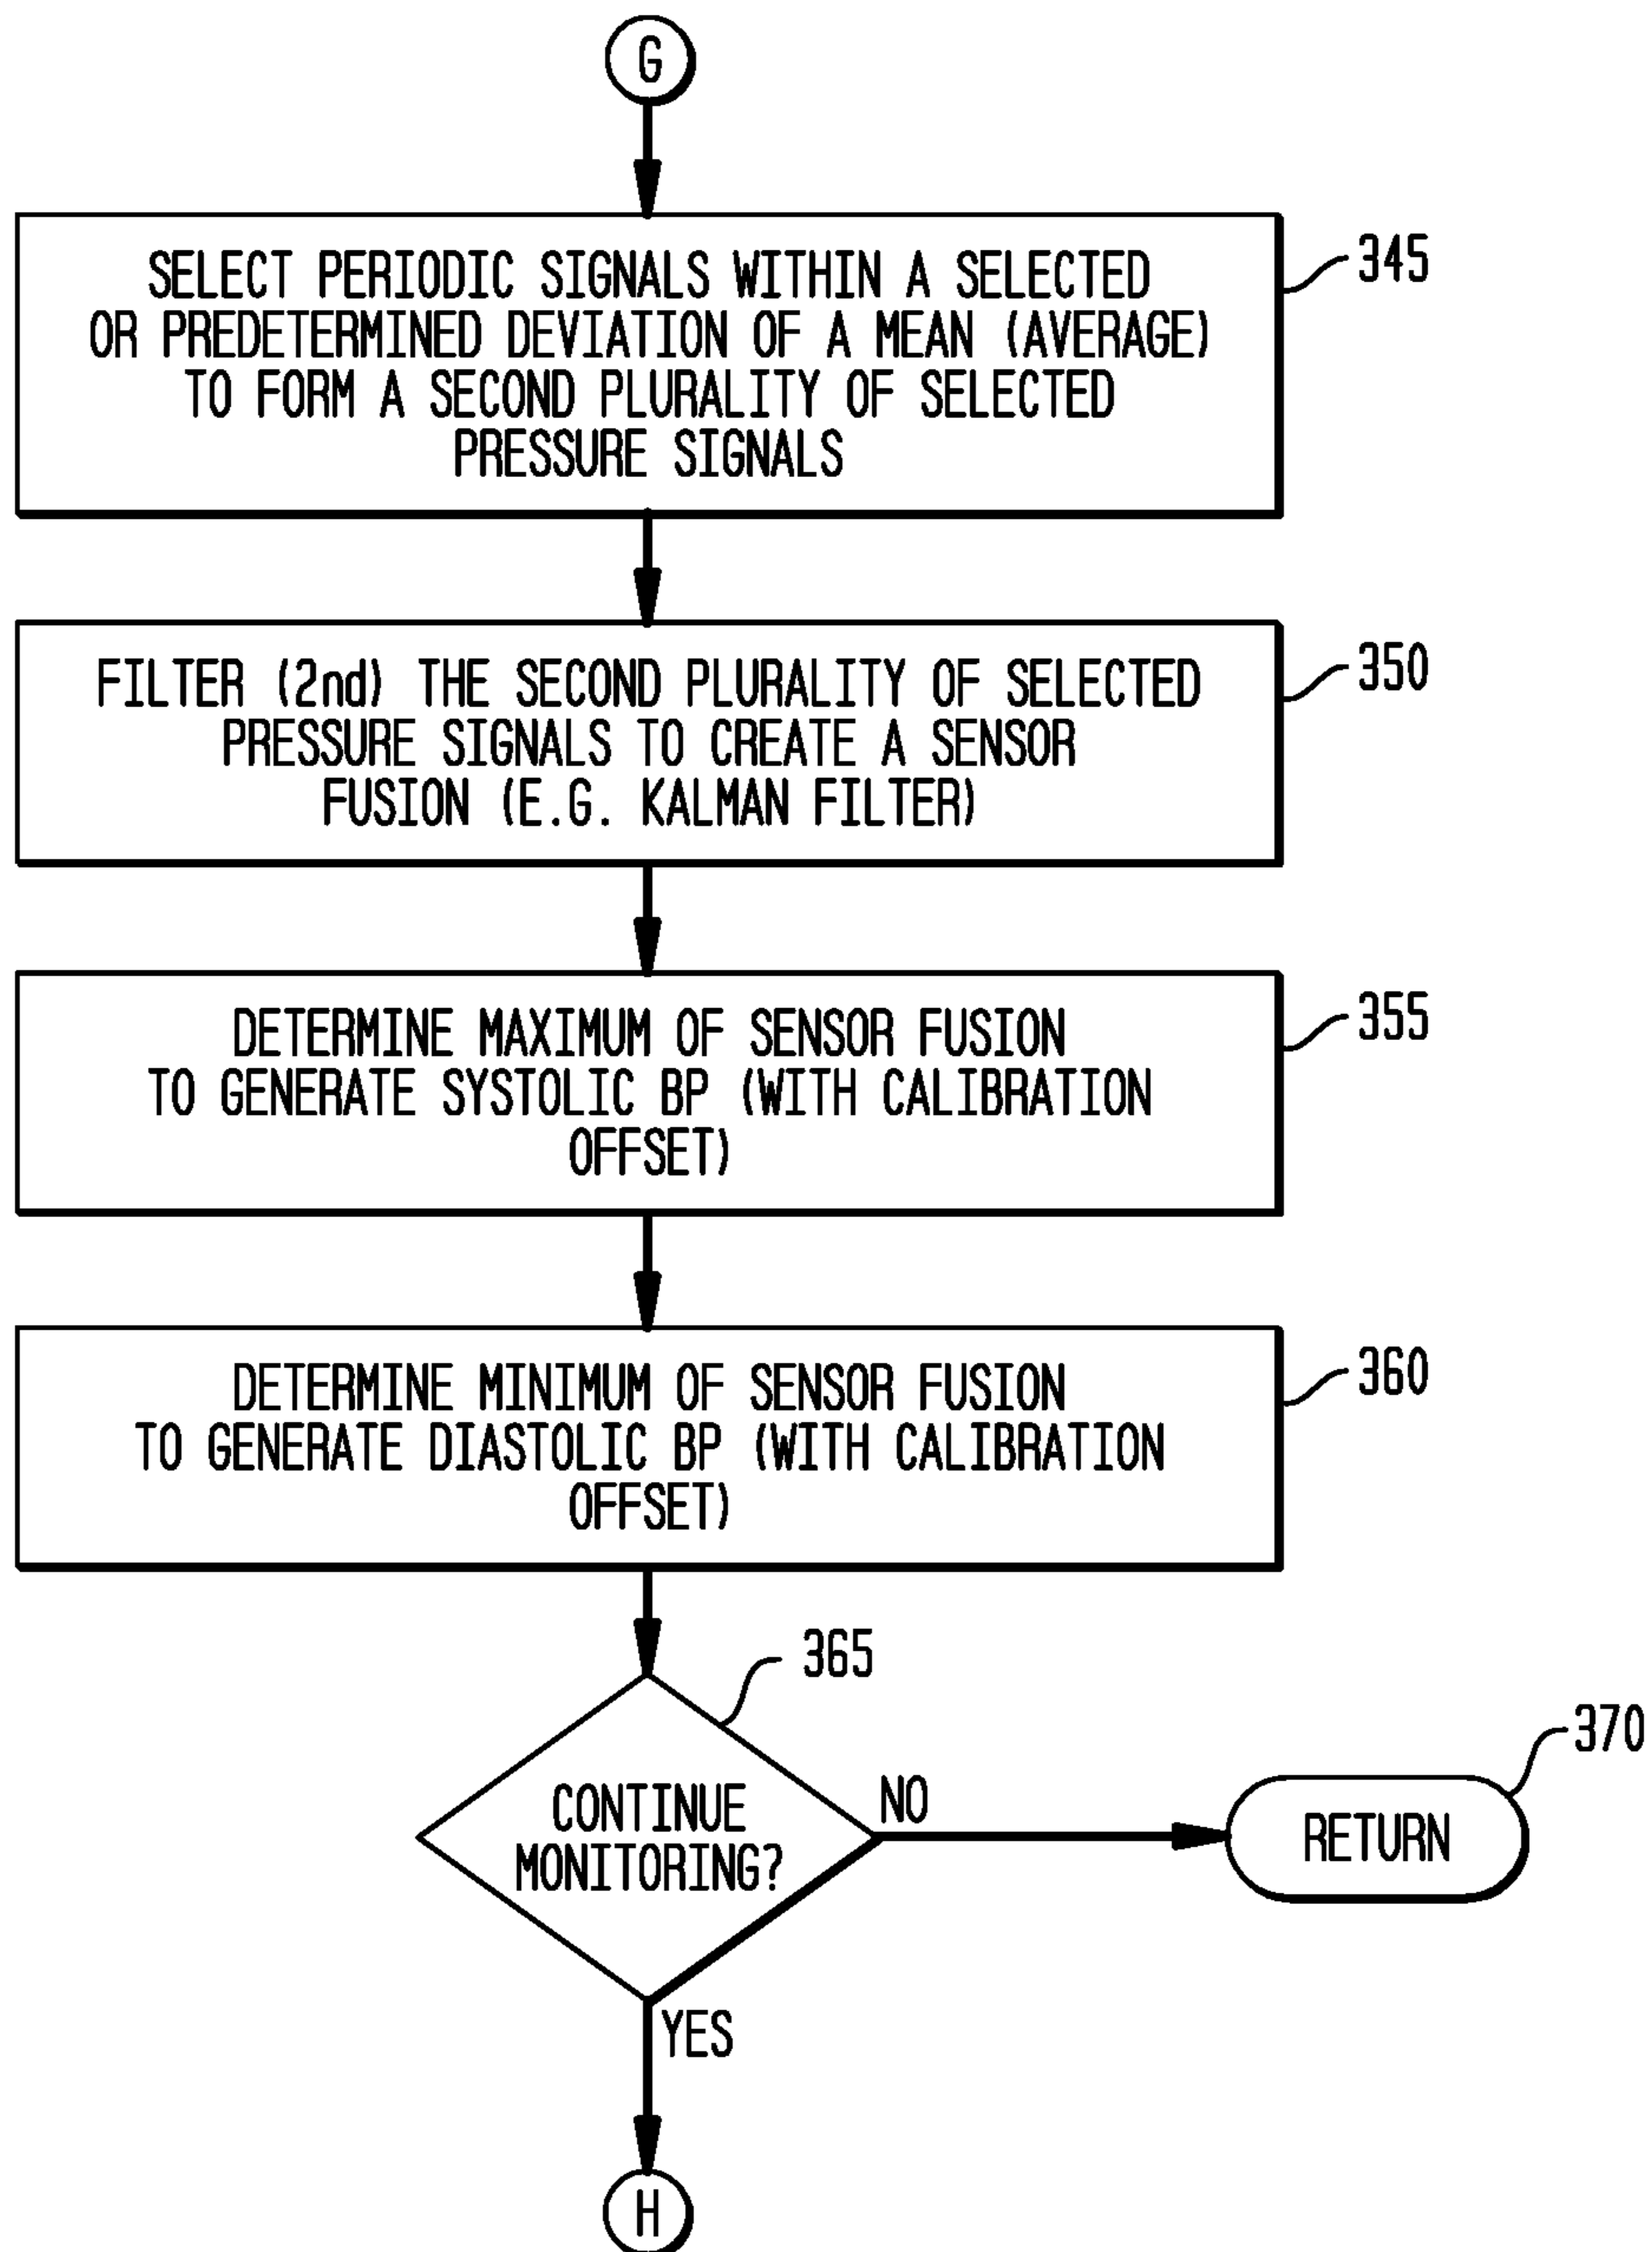 G
SELECT PERIODIC SIGNALS WITHIN A SELECTED
OR PREDETERMINED DEVIATION OF A MEAN (AVERAGE)
TO FORM A SECOND PLURALITY OF SELECTED
PRESSURE SIGNALS
345
FILTER (2nd) THE SECOND PLURALITY OF SELECTED
PRESSURE SIGNALS TO CREATE A SENSOR
FUSION (E.G. KALMAN FILTER)
350
DETERMINE MAXIMUM OF SENSOR FUSION
TO GENERATE SYSTOLIC BP (WITH CALIBRATION
OFFSET)
355
DETERMINE MINIMUM OF SENSOR FUSION
TO GENERATE DIASTOLIC BP (WITH CALIBRATION
OFFSET)
360
365
CONTINUE
MONITORING?
NO
370
RETURN
YES
H